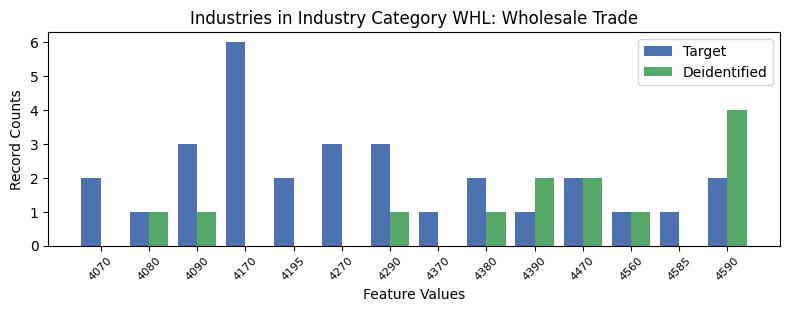 Industries in Industry Category WHL: Wholesale Trade
Target
Deidentified
Record Counts
6
5
4
3
2
1
0
4070 4080 4090 4170 4195 4270 4290 4370 4380 4390 4470 4560 4585 4590
Feature Values